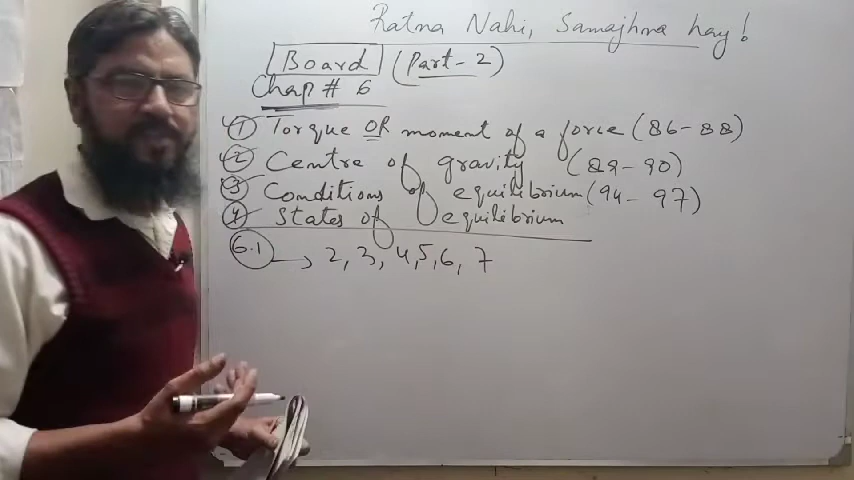 Ratna Nahi, Samajhna hay!
Board (Part-2)
Chap # 6
1 Torque OR moment of a force (86-88)
2 Centre of gravity (89-90)
3 Conditions of equilibrium (94-97)
4 States of equilibrium
6.1 → 2, 3, 4, 5, 6, 7